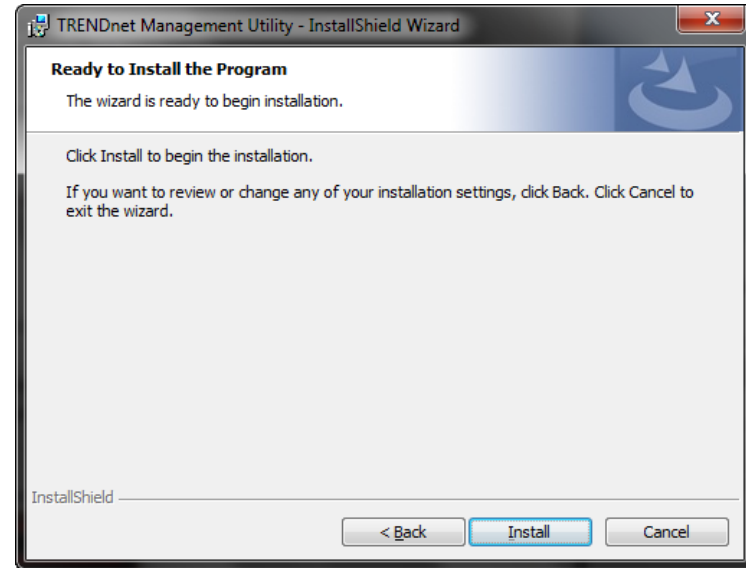 TRENDnet Management Utility - InstallShield Wizard
Ready to Install the Program
The wizard is ready to begin installation.
Click Install to begin the installation.
If you want to review or change any of your installation settings, click Back. Click Cancel to
exit the wizard.
InstallShield
< Back Install Cancel